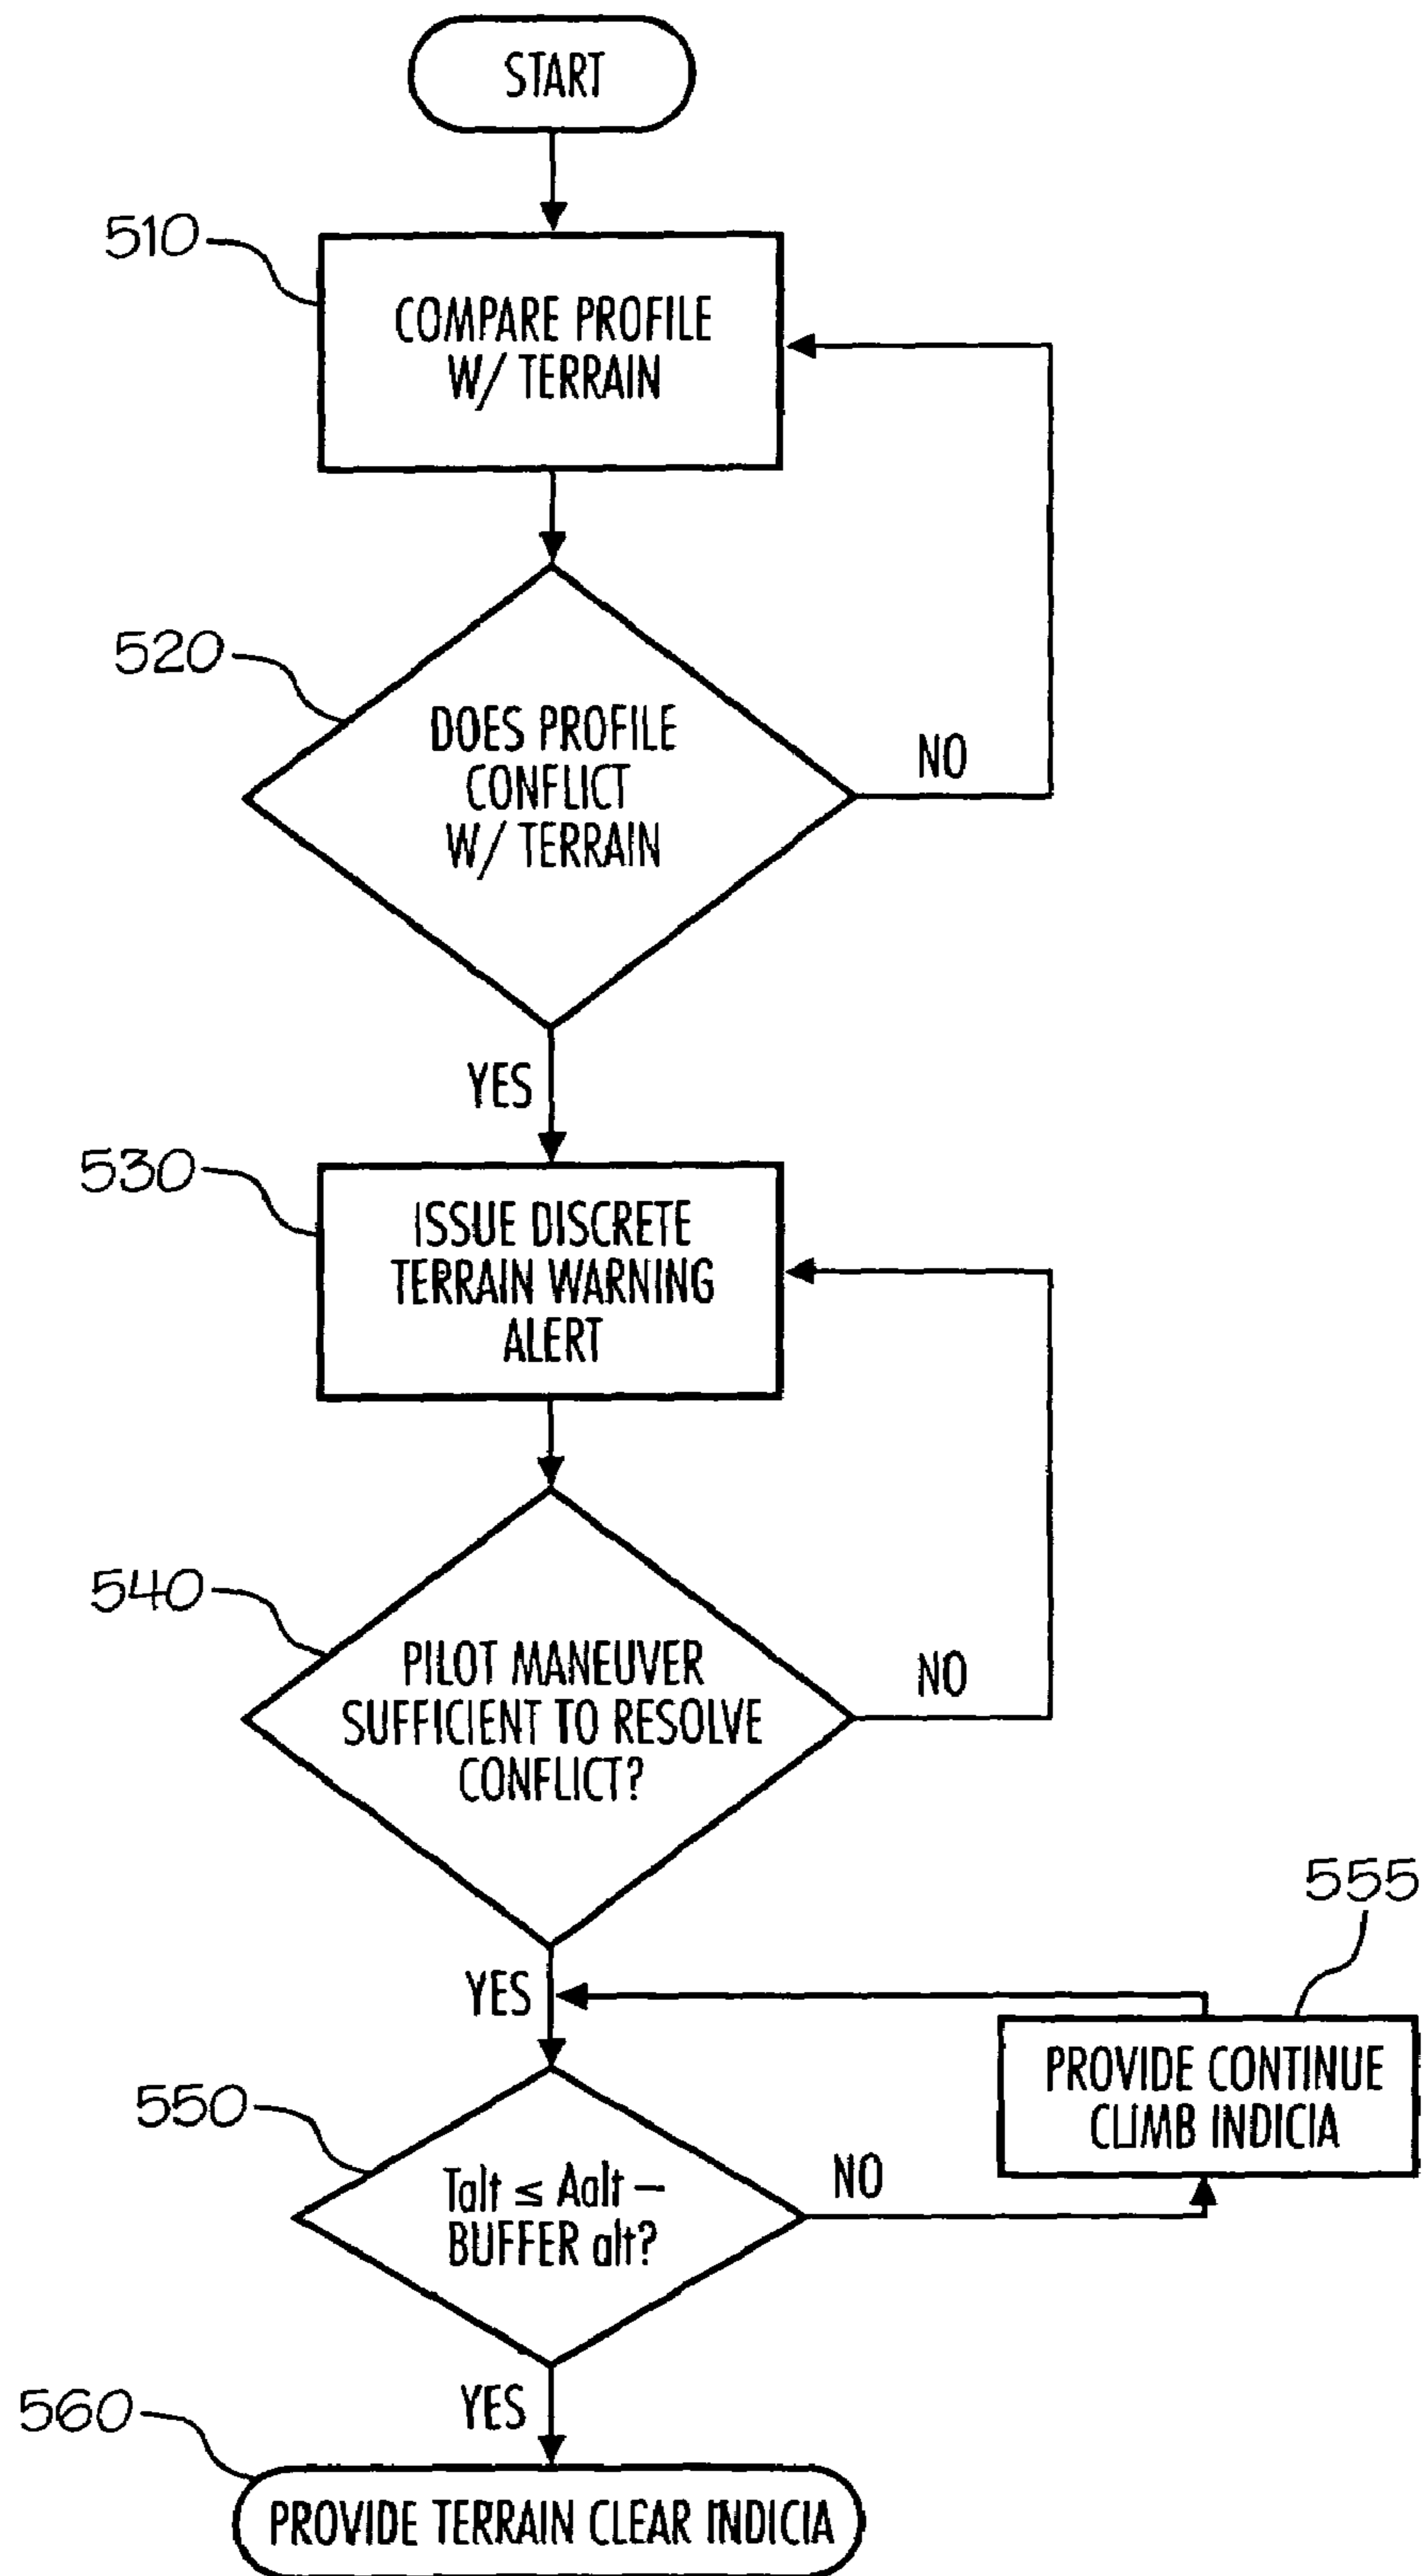 START
510
COMPARE PROFILE
W/ TERRAIN
520
DOES PROFILE
CONFLICT
W/ TERRAIN
NO
YES
530
ISSUE DISCRETE
TERRAIN WARNING
ALERT
540
PILOT MANEUVER
SUFFICIENT TO RESOLVE
CONFLICT?
NO
555
YES
PROVIDE CONTINUE
CLIMB INDICIA
550
Talt ≤ Aalt –
BUFFER alt?
NO
YES
560
PROVIDE TERRAIN CLEAR INDICIA